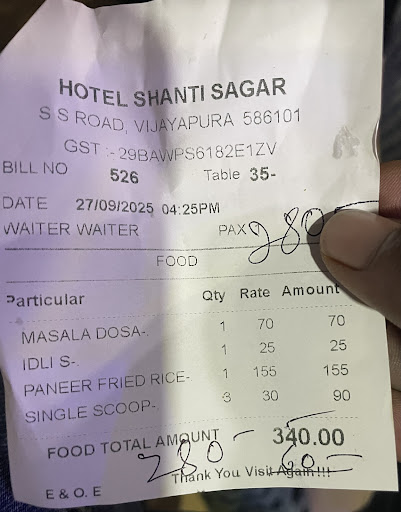 HOTEL SHANTI SAGAR
S S ROAD, VIJAYAPURA 586101
GST :- 29BAWPS6182E1ZV
BILL NO 526 Table 35-
DATE 27/09/2025 04:25PM
WAITER WAITER PAX 280
FOOD
Particular Qty Rate Amount
MASALA DOSA-. 1 70 70
IDLI S-. 1 25 25
PANEER FRIED RICE-. 1 155 155
SINGLE SCOOP-. 3 30 90
FOOD TOTAL AMOUNT 340.00
280- 60-
Thank You Visit Again !!!
E & O. E